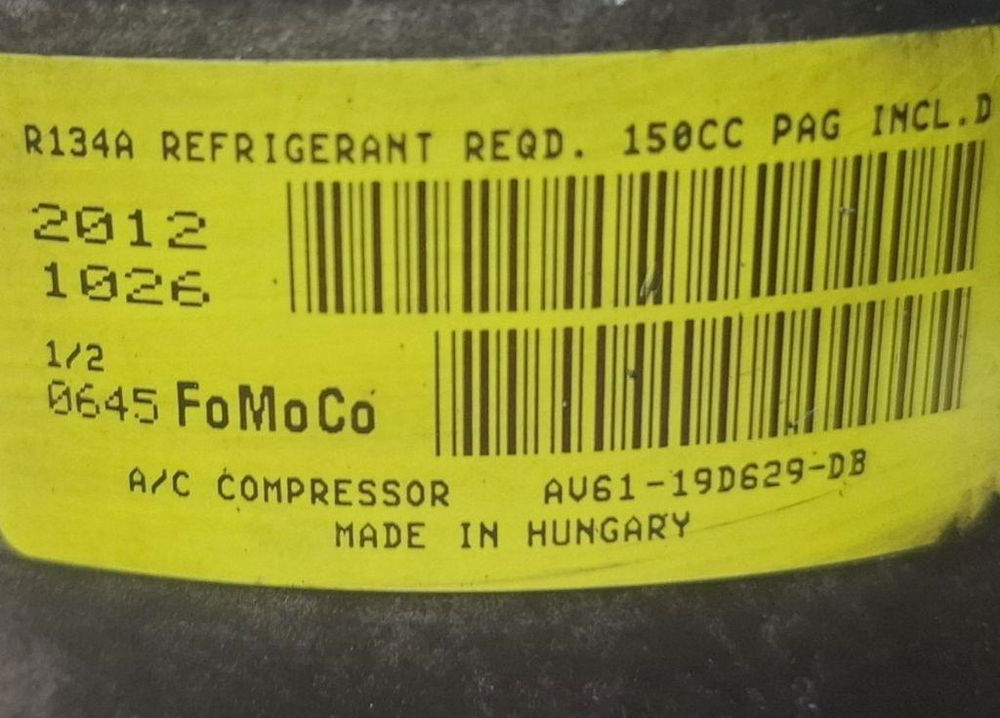 R134A REFRIGERANT REQD. 150CC PAG INCL.D
2012
1026
1/2
0645 FoMoCo
A/C COMPRESSOR AV61-19D629-DB
MADE IN HUNGARY